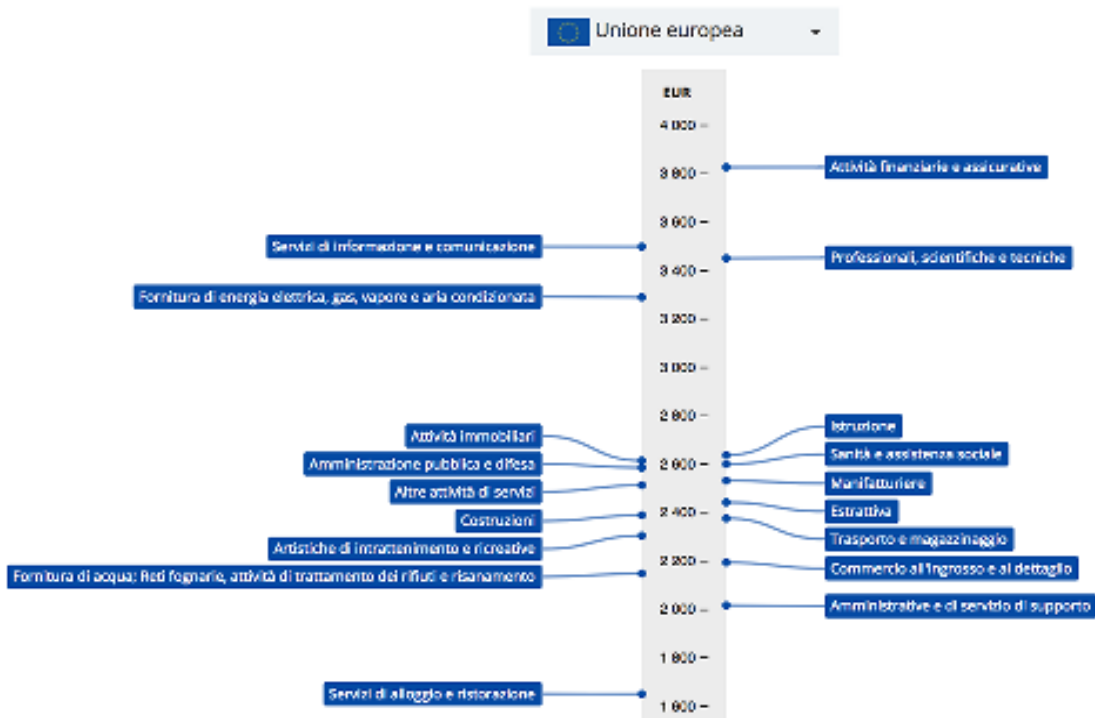 Unione europea
EUR
4 000
3 800
3 600
3 400
3 200
3 000
2 800
2 600
2 400
2 200
2 000
1 800
1 600
Servizi di informazione e comunicazione
Fornitura di energia elettrica, gas, vapore e aria condizionata
Attività immobiliari
Amministrazione pubblica e difesa
Altre attività di servizi
Costruzioni
Artistiche di intrattenimento e ricreative
Fornitura di acqua; Reti fognarie, attività di trattamento dei rifiuti e risanamento
Servizi di alloggio e ristorazione
Attività finanziarie e assicurative
Professionali, scientifiche e tecniche
Istruzione
Sanità e assistenza sociale
Manifatturiere
Estrattiva
Trasporto e magazzinaggio
Commercio all'ingrosso e al dettaglio
Amministrative e di servizio di supporto